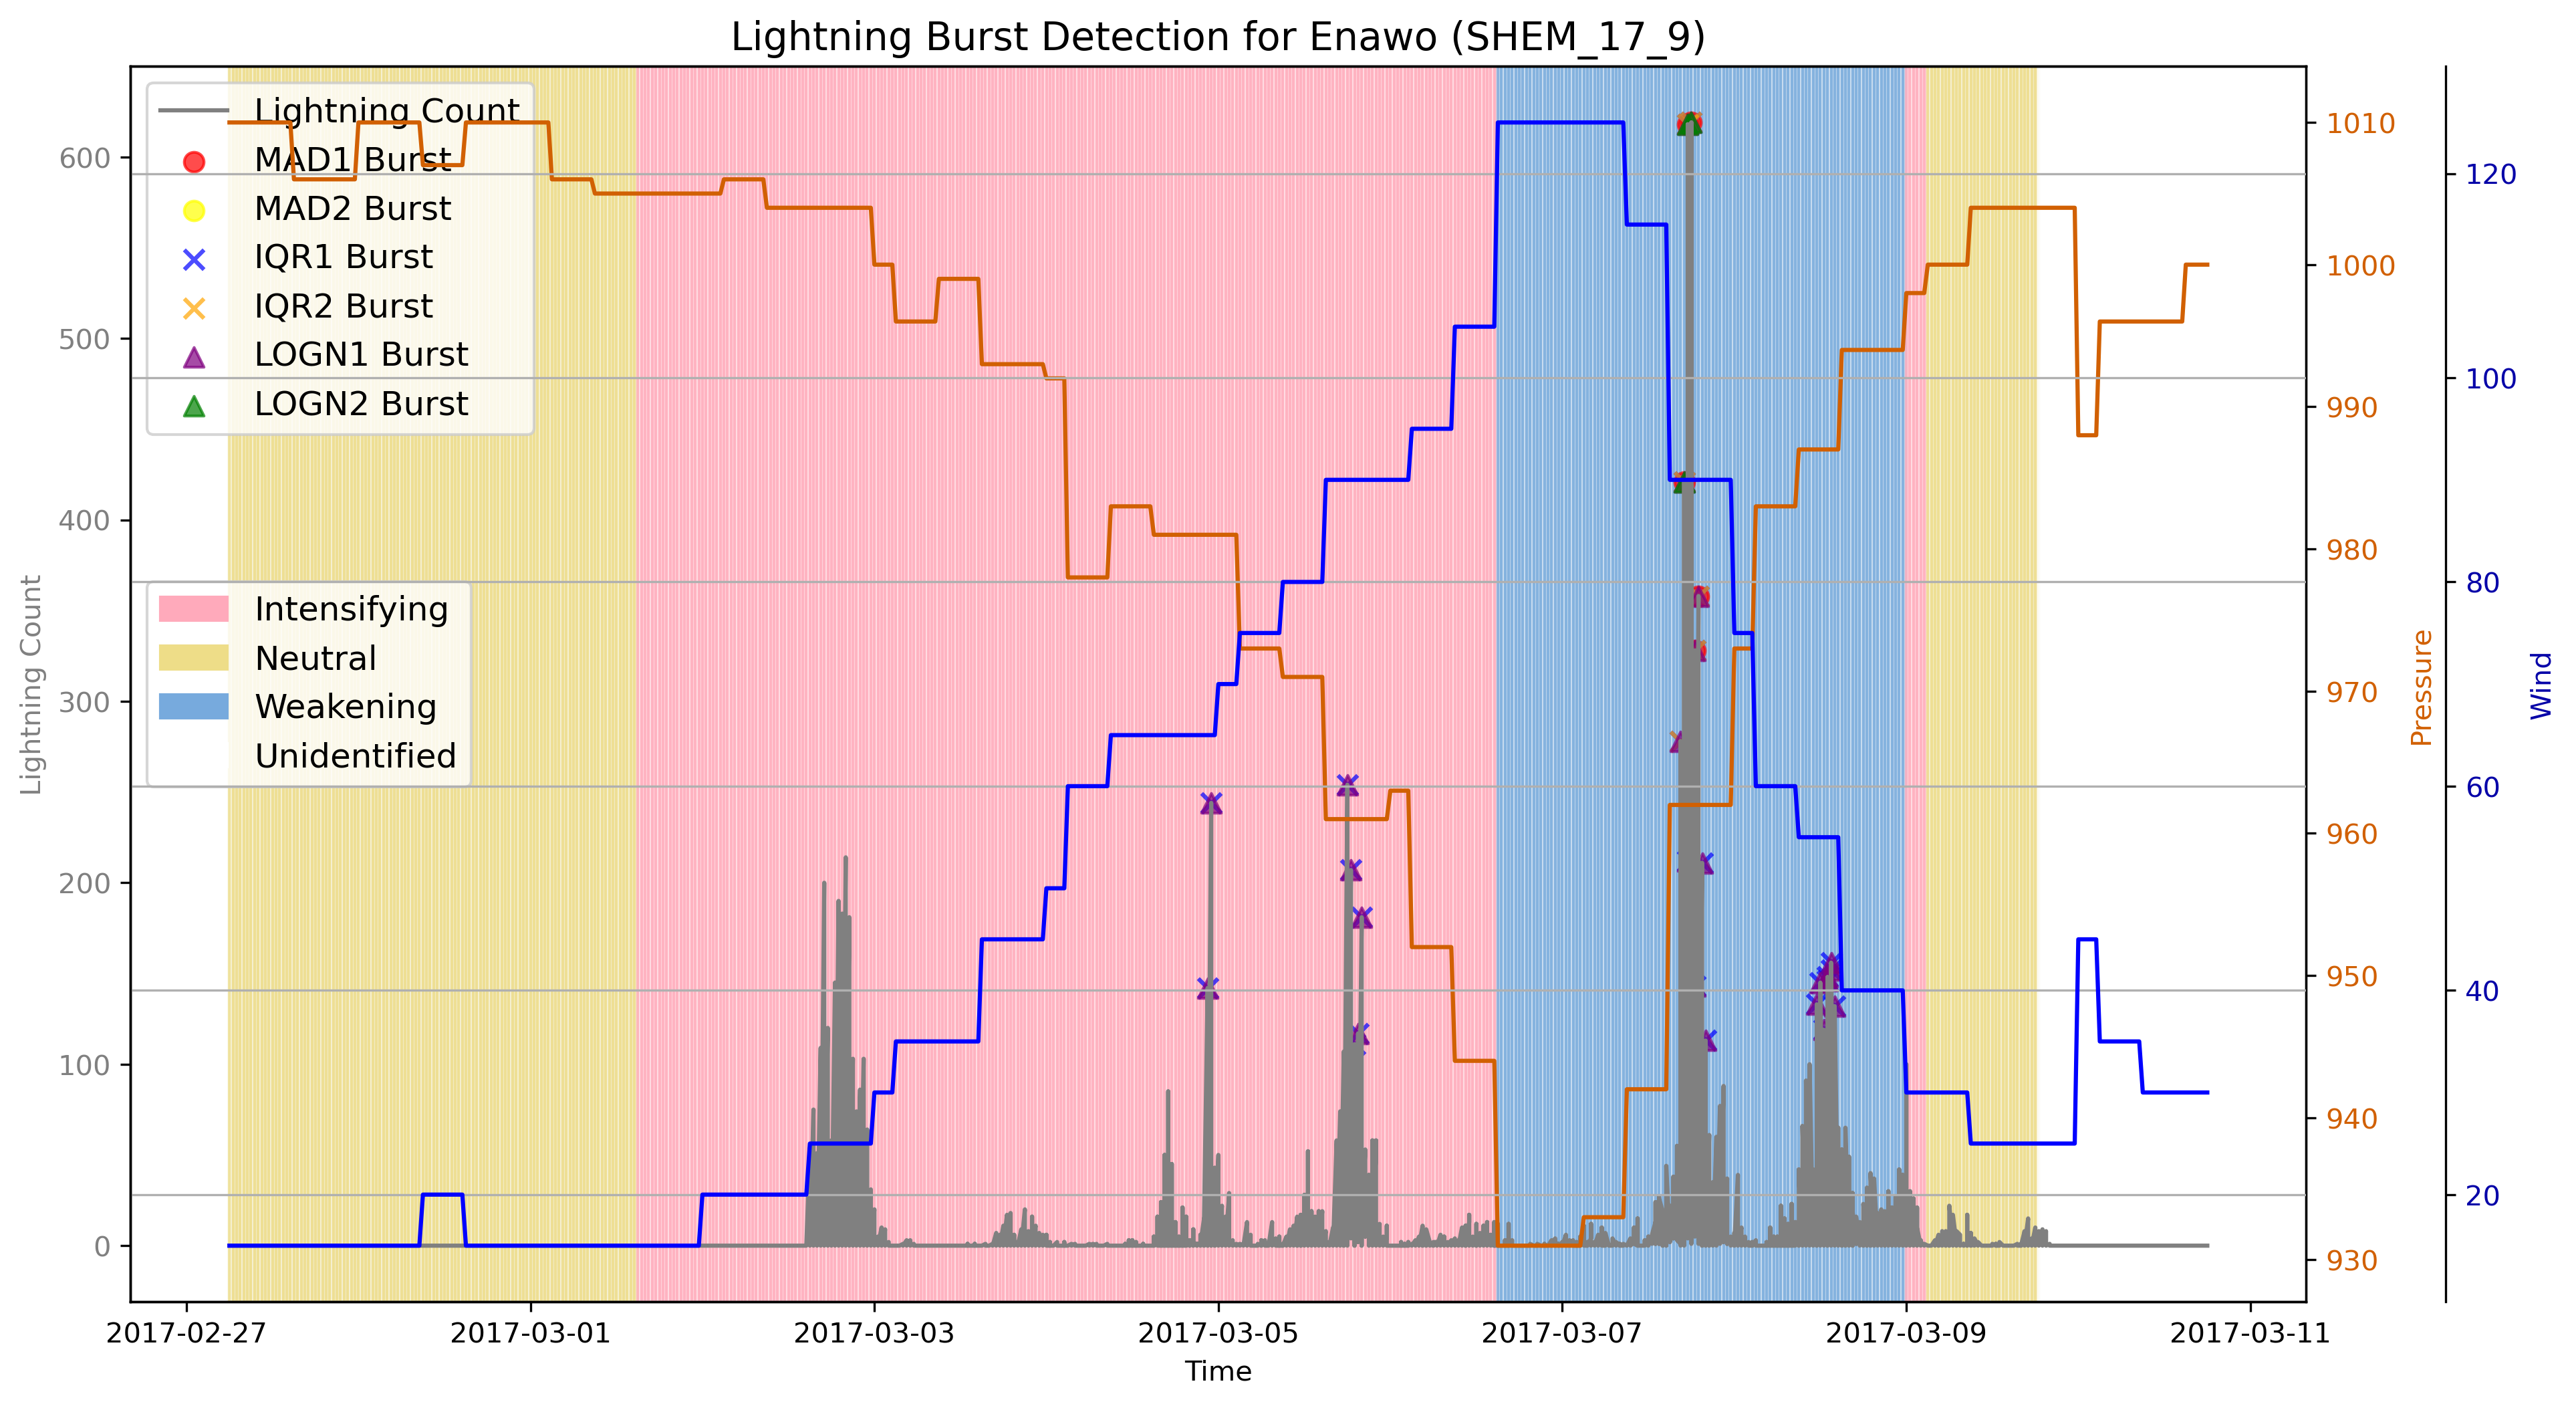 Lightning Burst Detection for Enawo (SHEM_17_9)
Lightning Count
MAD1 Burst
MAD2 Burst
IQR1 Burst
IQR2 Burst
LOGN1 Burst
LOGN2 Burst
Intensifying
Neutral
Weakening
Unidentified
Lightning Count
600
500
400
300
200
100
0
1010
1000
990
980
970
960
950
940
930
Pressure
120
100
80
60
40
20
Wind
2017-02-27
2017-03-01
2017-03-03
2017-03-05
2017-03-07
2017-03-09
2017-03-11
Time